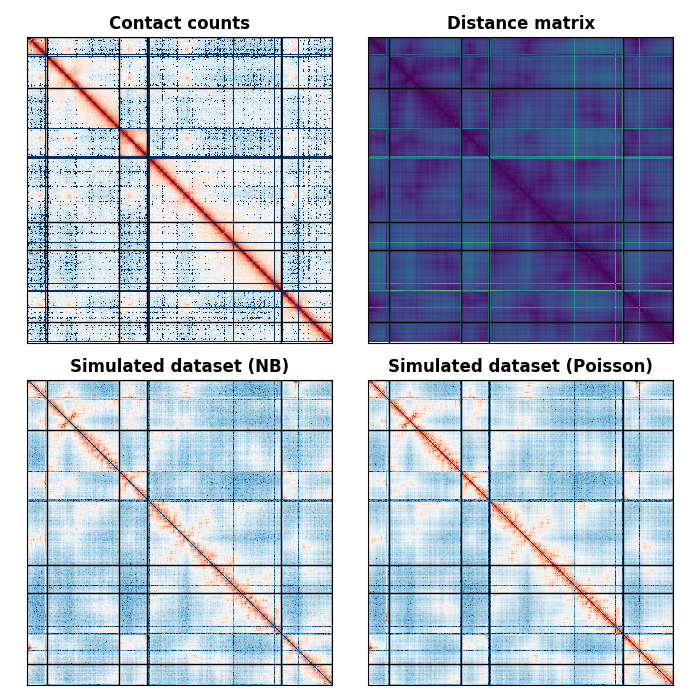 Contact counts
Distance matrix
Simulated dataset (NB)
Simulated dataset (Poisson)